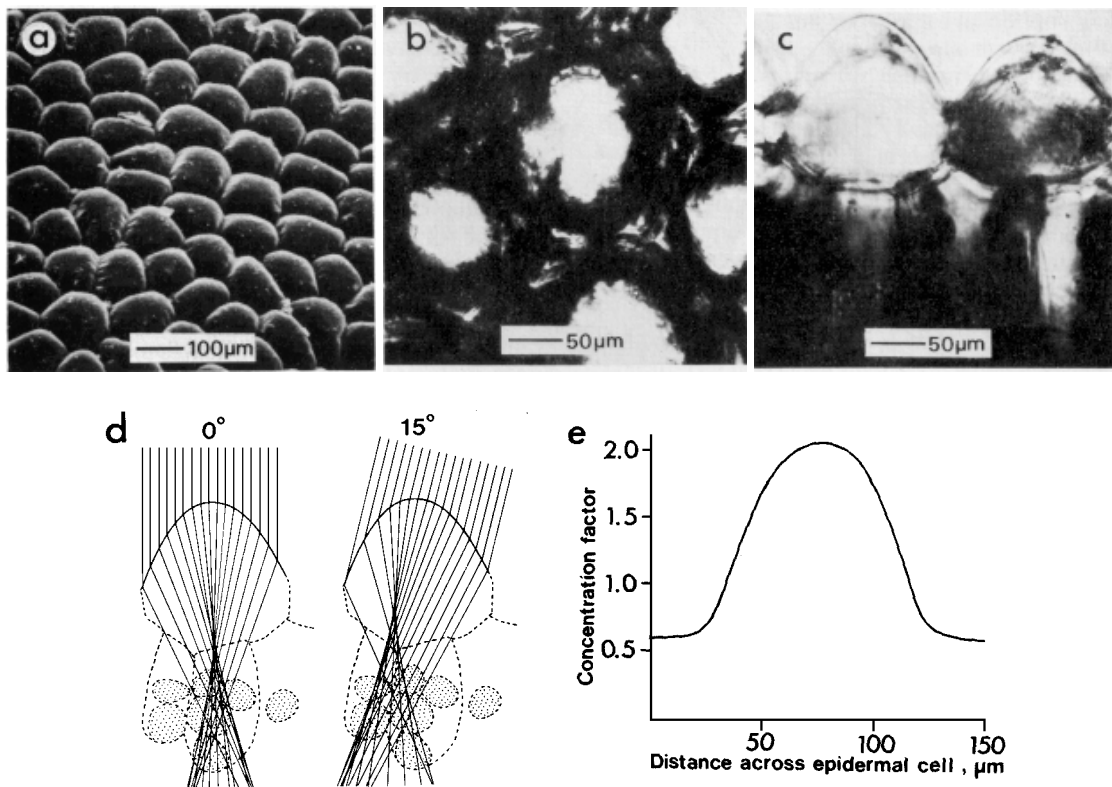 a
100µm
b
50µm
c
50µm
d
0°
15°
e
Concentration factor
2.0
1.5
1.0
0.5
50
100
150
Distance across epidermal cell , µm